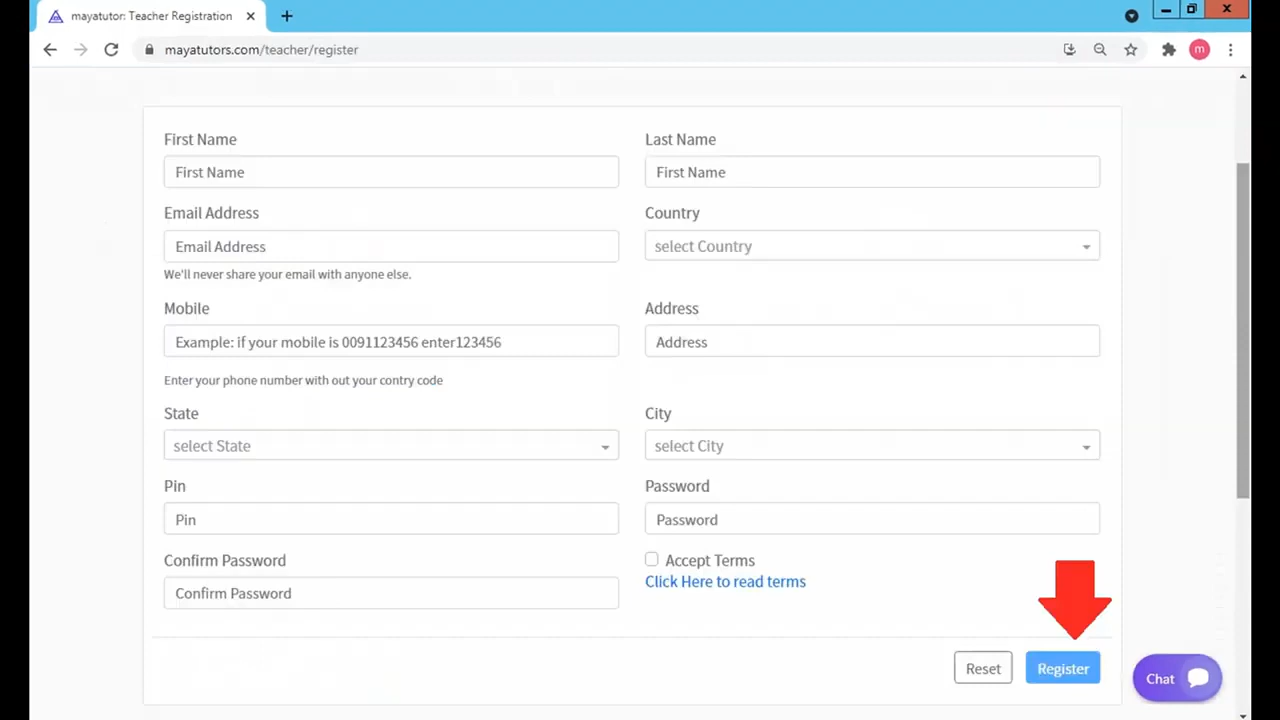 mayatutor: Teacher Registration
mayatutors.com/teacher/register
m
First Name Last Name
First Name First Name
Email Address Country
Email Address select Country
We'll never share your email with anyone else.
Mobile Address
Example: if your mobile is 0091123456 enter123456 Address
Enter your phone number with out your contry code
State City
select State select City
Pin Password
Pin Password
Confirm Password Accept Terms
Click Here to read terms
Confirm Password
Reset Register
Chat